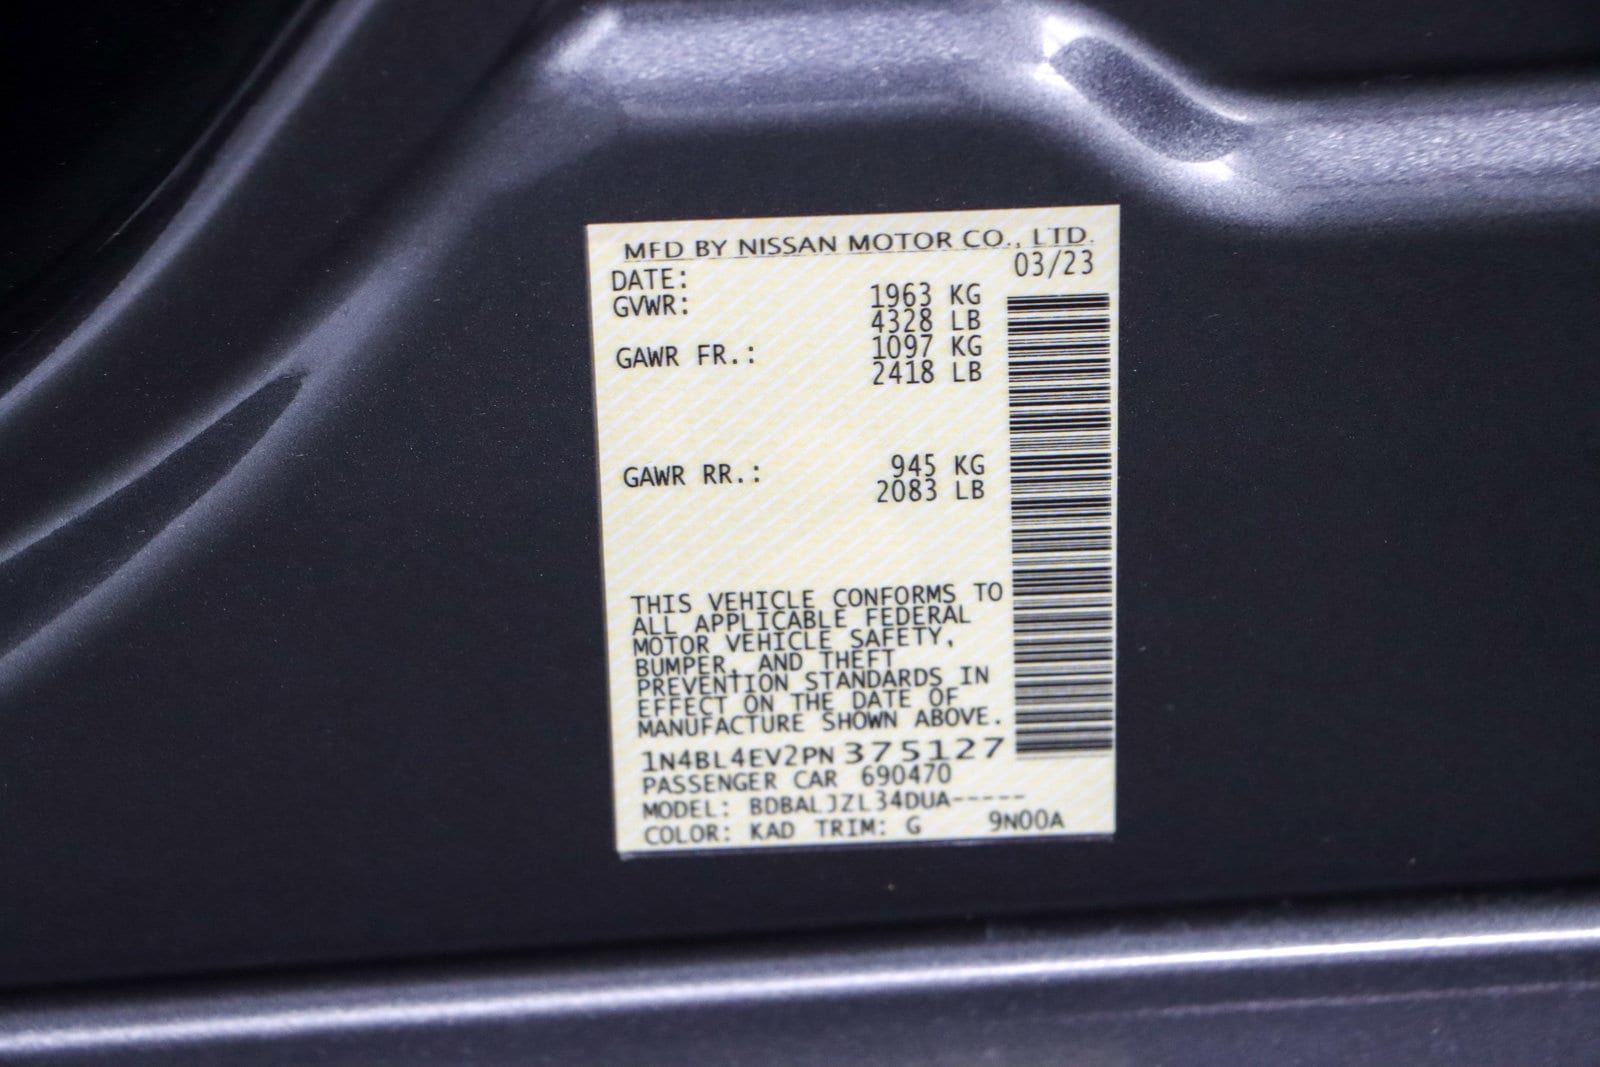 MFD BY NISSAN MOTOR CO., LTD.
DATE: 03/23
GVWR: 1963 KG
4328 LB
GAWR FR.: 1097 KG
2418 LB
GAWR RR.: 945 KG
2083 LB
THIS VEHICLE CONFORMS TO
ALL APPLICABLE FEDERAL
MOTOR VEHICLE SAFETY,
BUMPER, AND THEFT
PREVENTION STANDARDS IN
EFFECT ON THE DATE OF
MANUFACTURE SHOWN ABOVE.
1N4BL4EV2PN375127
PASSENGER CAR 690470
MODEL: BDBALJZL34DUA-----
COLOR: KAD TRIM: G 9N00A